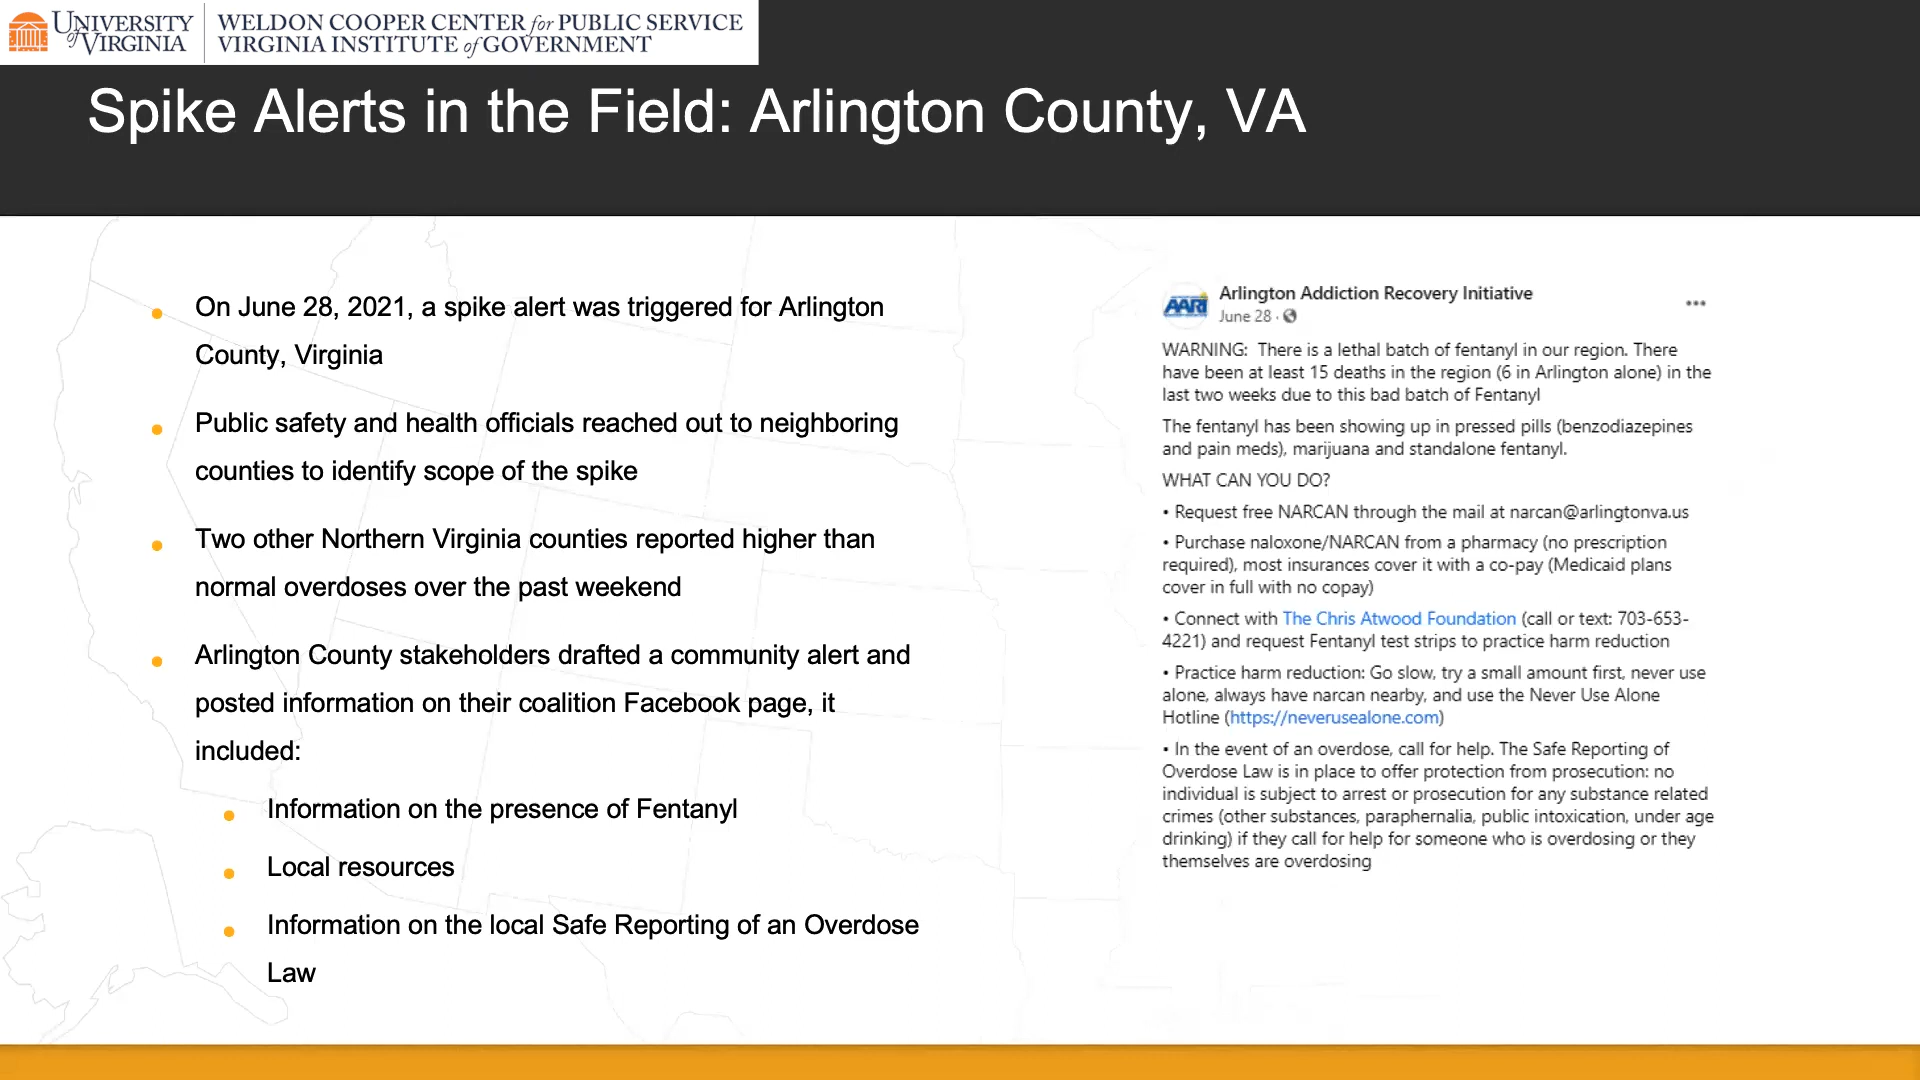 UNIVERSITY of VIRGINIA
WELDON COOPER CENTER for PUBLIC SERVICE
VIRGINIA INSTITUTE of GOVERNMENT
Spike Alerts in the Field: Arlington County, VA
On June 28, 2021, a spike alert was triggered for Arlington
County, Virginia
Public safety and health officials reached out to neighboring
counties to identify scope of the spike
Two other Northern Virginia counties reported higher than
normal overdoses over the past weekend
Arlington County stakeholders drafted a community alert and
posted information on their coalition Facebook page, it
included:
Information on the presence of Fentanyl
Local resources
Information on the local Safe Reporting of an Overdose
Law
AARI
Arlington Addiction Recovery Initiative
June 28 ·
WARNING:  There is a lethal batch of fentanyl in our region. There
have been at least 15 deaths in the region (6 in Arlington alone) in the
last two weeks due to this bad batch of Fentanyl
The fentanyl has been showing up in pressed pills (benzodiazepines
and pain meds), marijuana and standalone fentanyl.
WHAT CAN YOU DO?
• Request free NARCAN through the mail at narcan@arlingtonva.us
• Purchase naloxone/NARCAN from a pharmacy (no prescription
required), most insurances cover it with a co-pay (Medicaid plans
cover in full with no copay)
• Connect with The Chris Atwood Foundation (call or text: 703-653-
4221) and request Fentanyl test strips to practice harm reduction
• Practice harm reduction: Go slow, try a small amount first, never use
alone, always have narcan nearby, and use the Never Use Alone
Hotline (https://neverusealone.com)
• In the event of an overdose, call for help. The Safe Reporting of
Overdose Law is in place to offer protection from prosecution: no
individual is subject to arrest or prosecution for any substance related
crimes (other substances, paraphernalia, public intoxication, under age
drinking) if they call for help for someone who is overdosing or they
themselves are overdosing